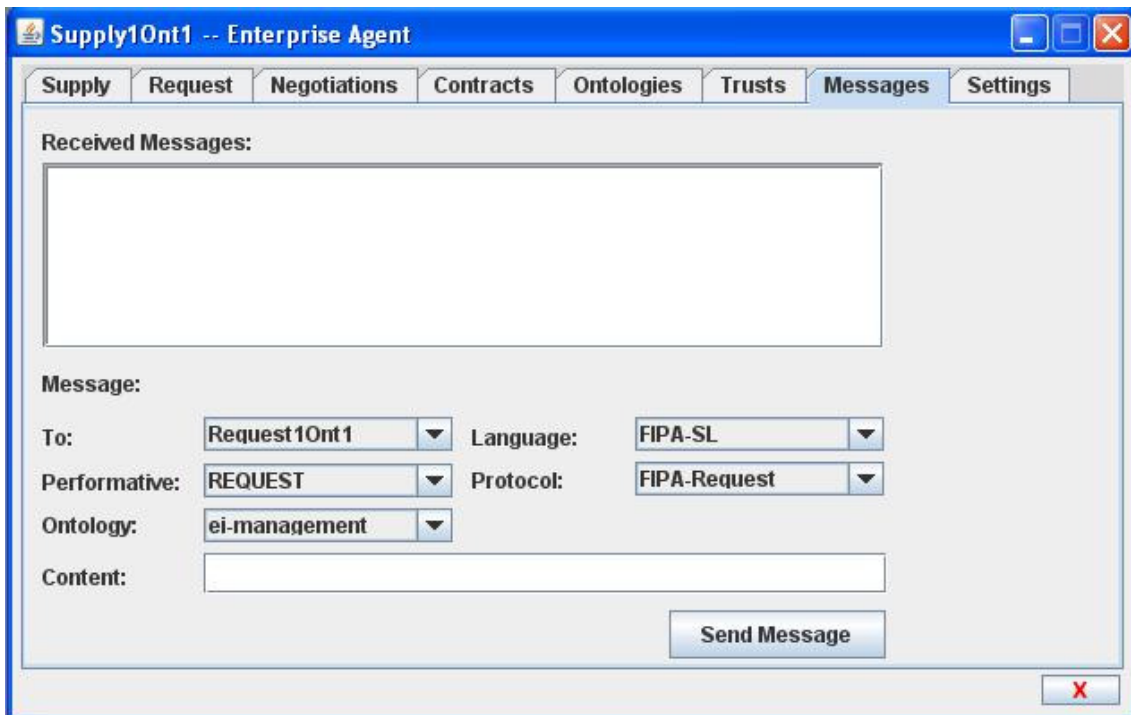 Supply1Ont1 -- Enterprise Agent
Supply Request Negotiations Contracts Ontologies Trusts Messages Settings
Received Messages:
Message:
To: Request1Ont1 Language: FIPA-SL
Performative: REQUEST Protocol: FIPA-Request
Ontology: ei-management
Content:
Send Message
X